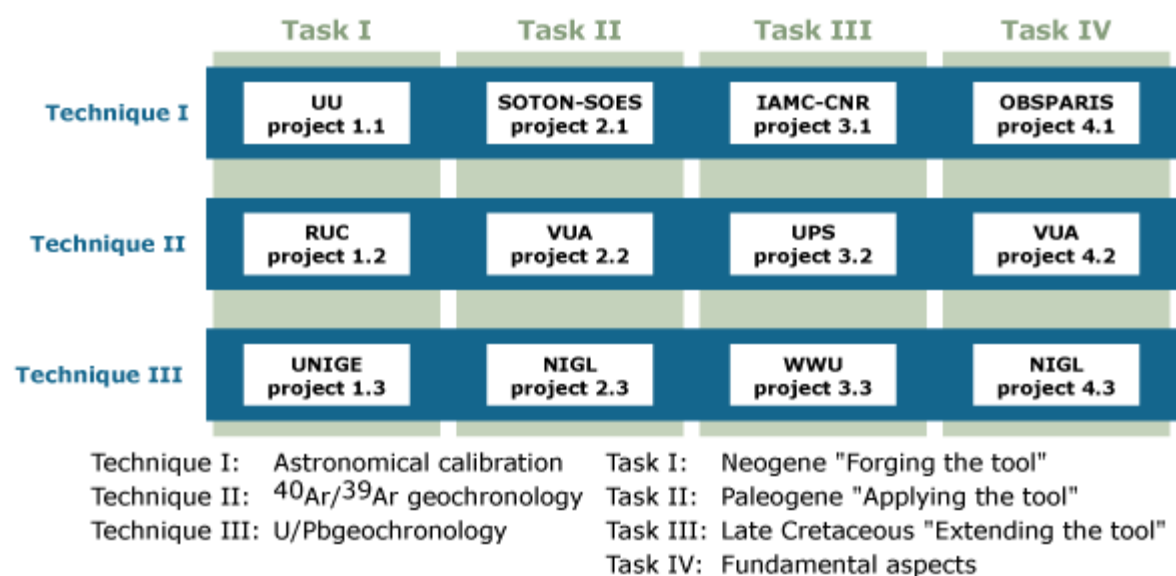 Task I Task II Task III Task IV
Technique I
UU SOTON-SOES IAMC-CNR OBSPARIS
project 1.1 project 2.1 project 3.1 project 4.1
Technique II
RUC VUA UPS VUA
project 1.2 project 2.2 project 3.2 project 4.2
Technique III
UNIGE NIGL WWU NIGL
project 1.3 project 2.3 project 3.3 project 4.3
Technique I: Astronomical calibration Task I: Neogene "Forging the tool"
Technique II: 40Ar/39Ar geochronology Task II: Paleogene "Applying the tool"
Technique III: U/Pbgeochronology Task III: Late Cretaceous "Extending the tool"
Task IV: Fundamental aspects